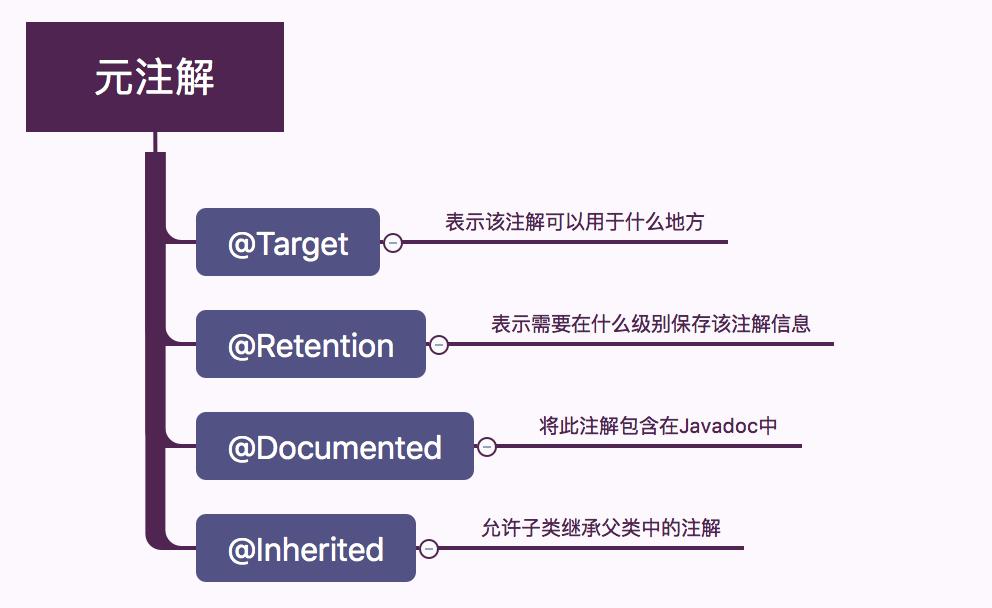 元注解
@Target
表示该注解可以用于什么地方
@Retention
表示需要在什么级别保存该注解信息
@Documented
将此注解包含在Javadoc中
@Inherited
允许子类继承父类中的注解